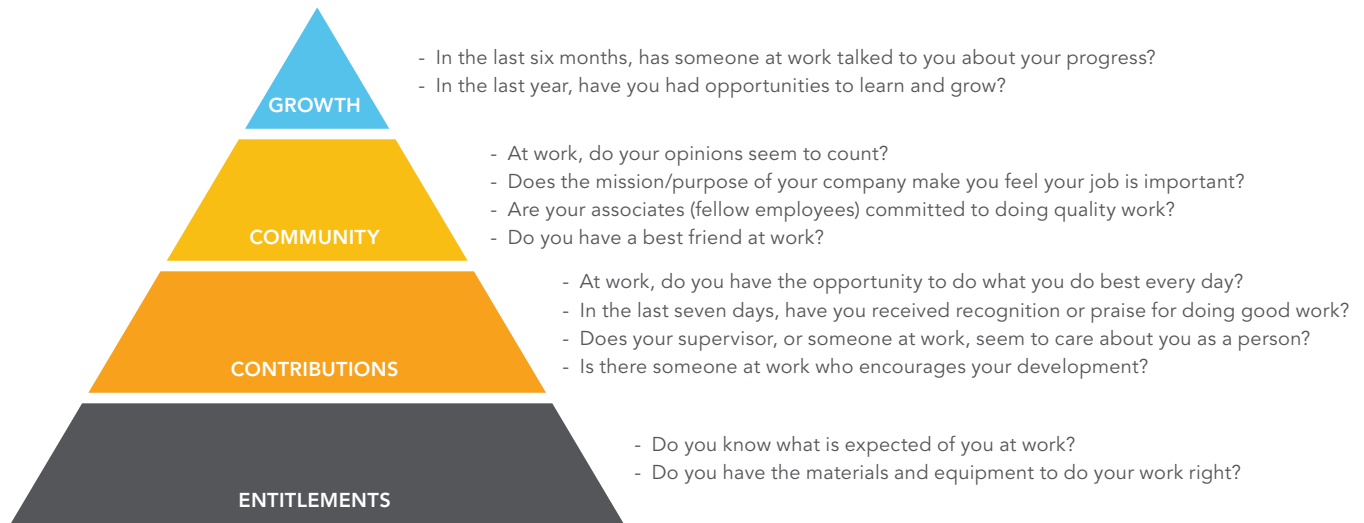 - In the last six months, has someone at work talked to you about your progress?
- In the last year, have you had opportunities to learn and grow?
GROWTH
- At work, do your opinions seem to count?
- Does the mission/purpose of your company make you feel your job is important?
- Are your associates (fellow employees) committed to doing quality work?
- Do you have a best friend at work?
COMMUNITY
- At work, do you have the opportunity to do what you do best every day?
- In the last seven days, have you received recognition or praise for doing good work?
- Does your supervisor, or someone at work, seem to care about you as a person?
- Is there someone at work who encourages your development?
CONTRIBUTIONS
- Do you know what is expected of you at work?
- Do you have the materials and equipment to do your work right?
ENTITLEMENTS